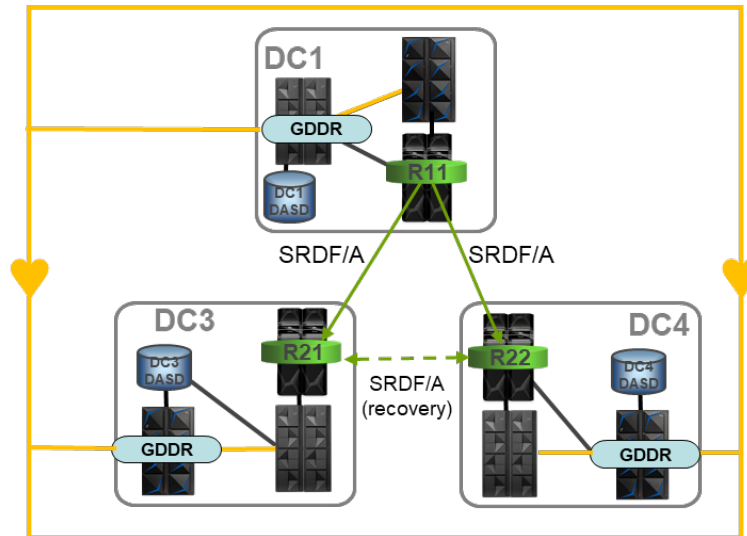 DC1
GDDR
R11
DC1
DASD
SRDF/A
SRDF/A
DC3
DC4
R21
R22
DC3
DASD
SRDF/A
(recovery)
DC4
DASD
GDDR
GDDR